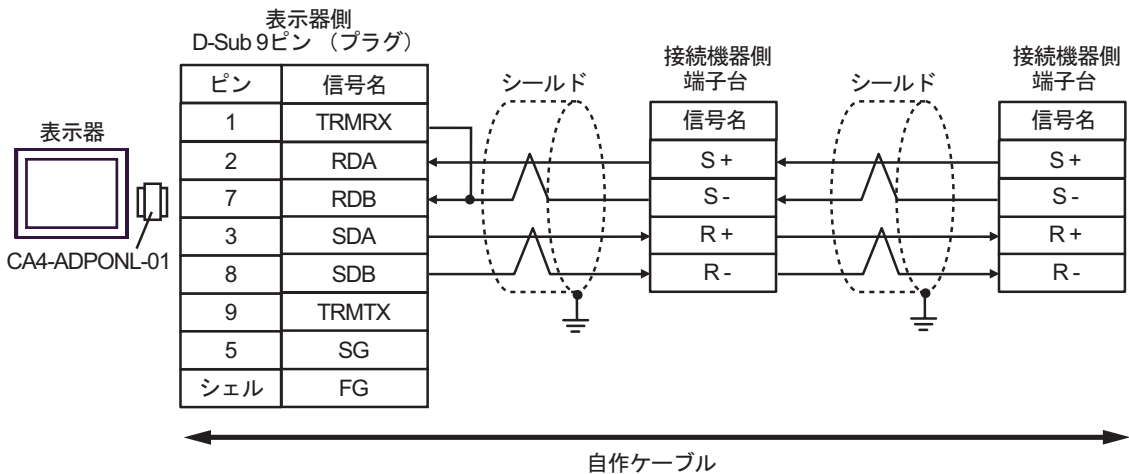 表示器側
D-Sub 9ピン （プラグ）
ピン 信号名
1 TRMRX
2 RDA
7 RDB
3 SDA
8 SDB
9 TRMTX
5 SG
シェル FG
表示器
CA4-ADPONL-01
シールド
接続機器側
端子台
信号名
S+
S-
R+
R-
シールド
接続機器側
端子台
信号名
S+
S-
R+
R-
自作ケーブル